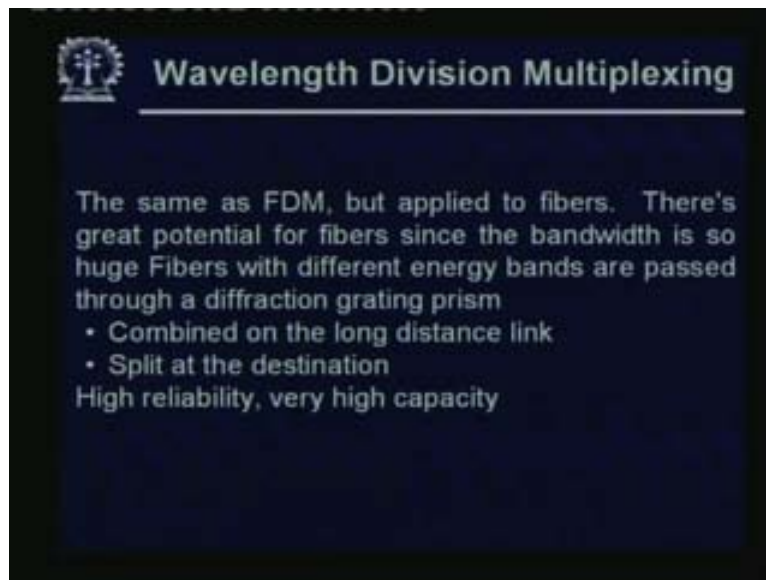 Wavelength Division Multiplexing
The same as FDM, but applied to fibers. There's
great potential for fibers since the bandwidth is so
huge Fibers with different energy bands are passed
through a diffraction grating prism
• Combined on the long distance link
• Split at the destination
High reliability, very high capacity